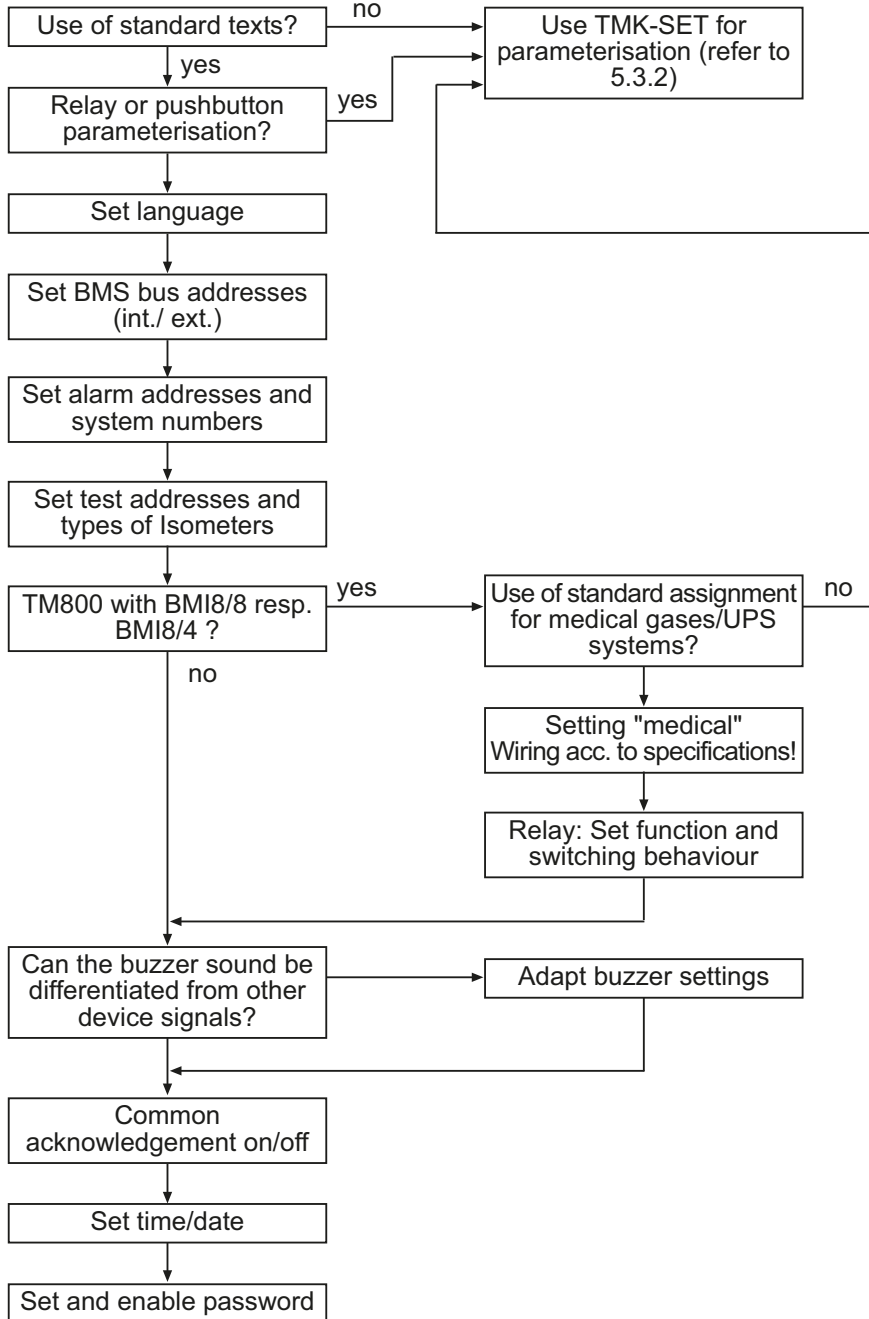 Use of standard texts?
no
Use TMK-SET for
parameterisation (refer to
5.3.2)
yes
Relay or pushbutton
parameterisation?
yes
Set language
Set BMS bus addresses
(int./ ext.)
Set alarm addresses and
system numbers
Set test addresses and
types of Isometers
TM800 with BMI8/8 resp.
BMI8/4 ?
yes
Use of standard assignment
for medical gases/UPS
systems?
no
no
Setting "medical"
Wiring acc. to specifications!
Relay: Set function and
switching behaviour
Can the buzzer sound be
differentiated from other
device signals?
Adapt buzzer settings
Common
acknowledgement on/off
Set time/date
Set and enable password